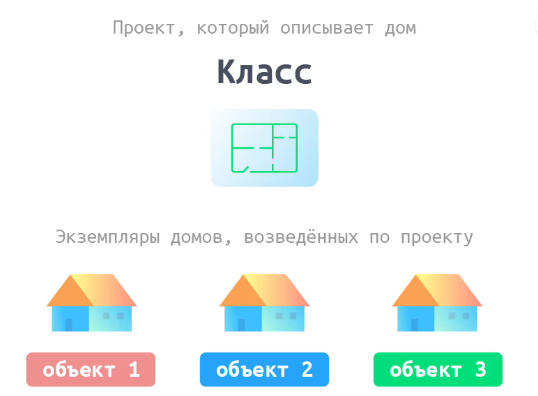 Проект, который описывает дом
Класс
Экземпляры домов, возведённых по проекту
объект 1
объект 2
объект 3